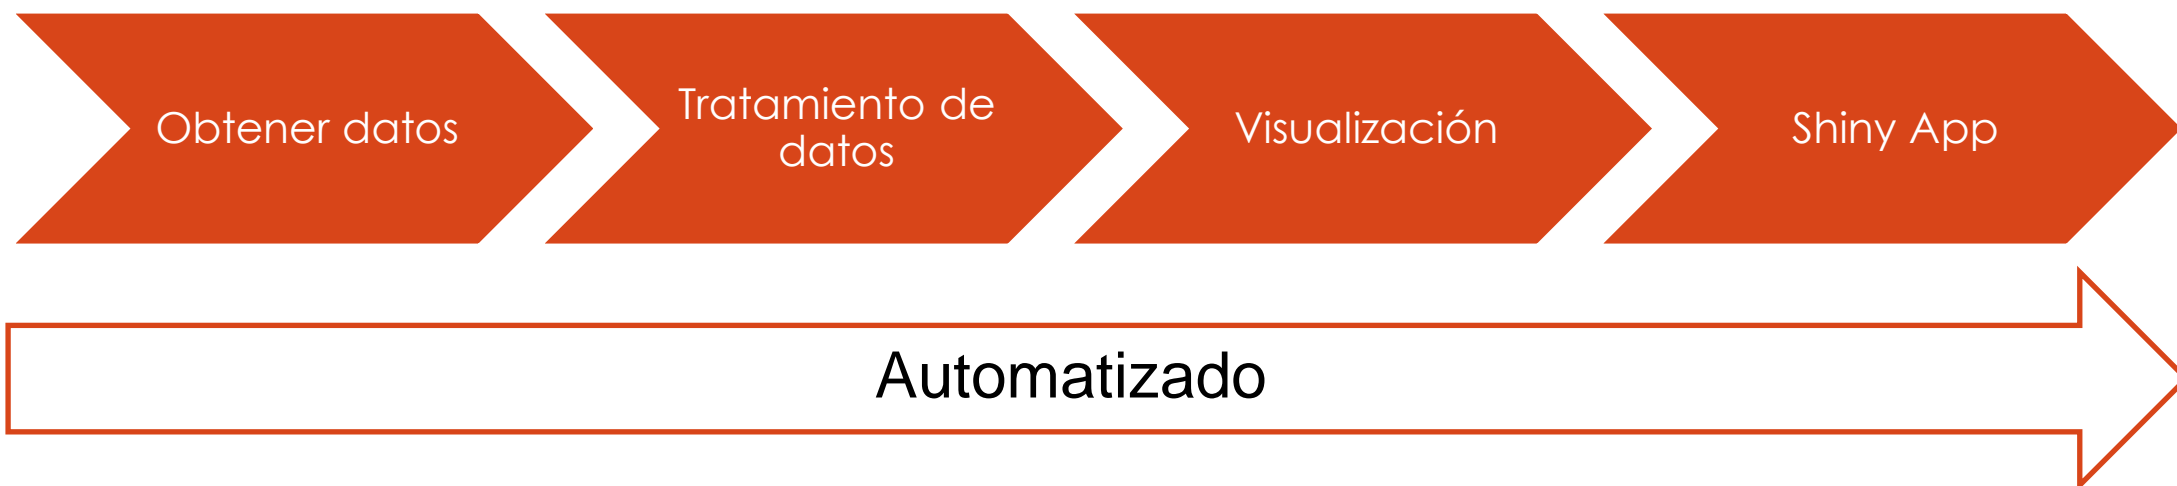 Obtener datos
Tratamiento de
datos
Visualización
Shiny App
Automatizado